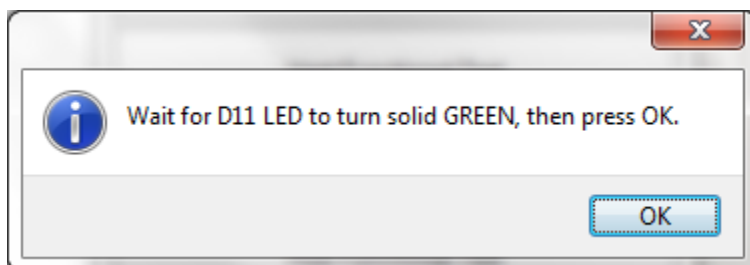 Wait for D11 LED to turn solid GREEN, then press OK.
OK